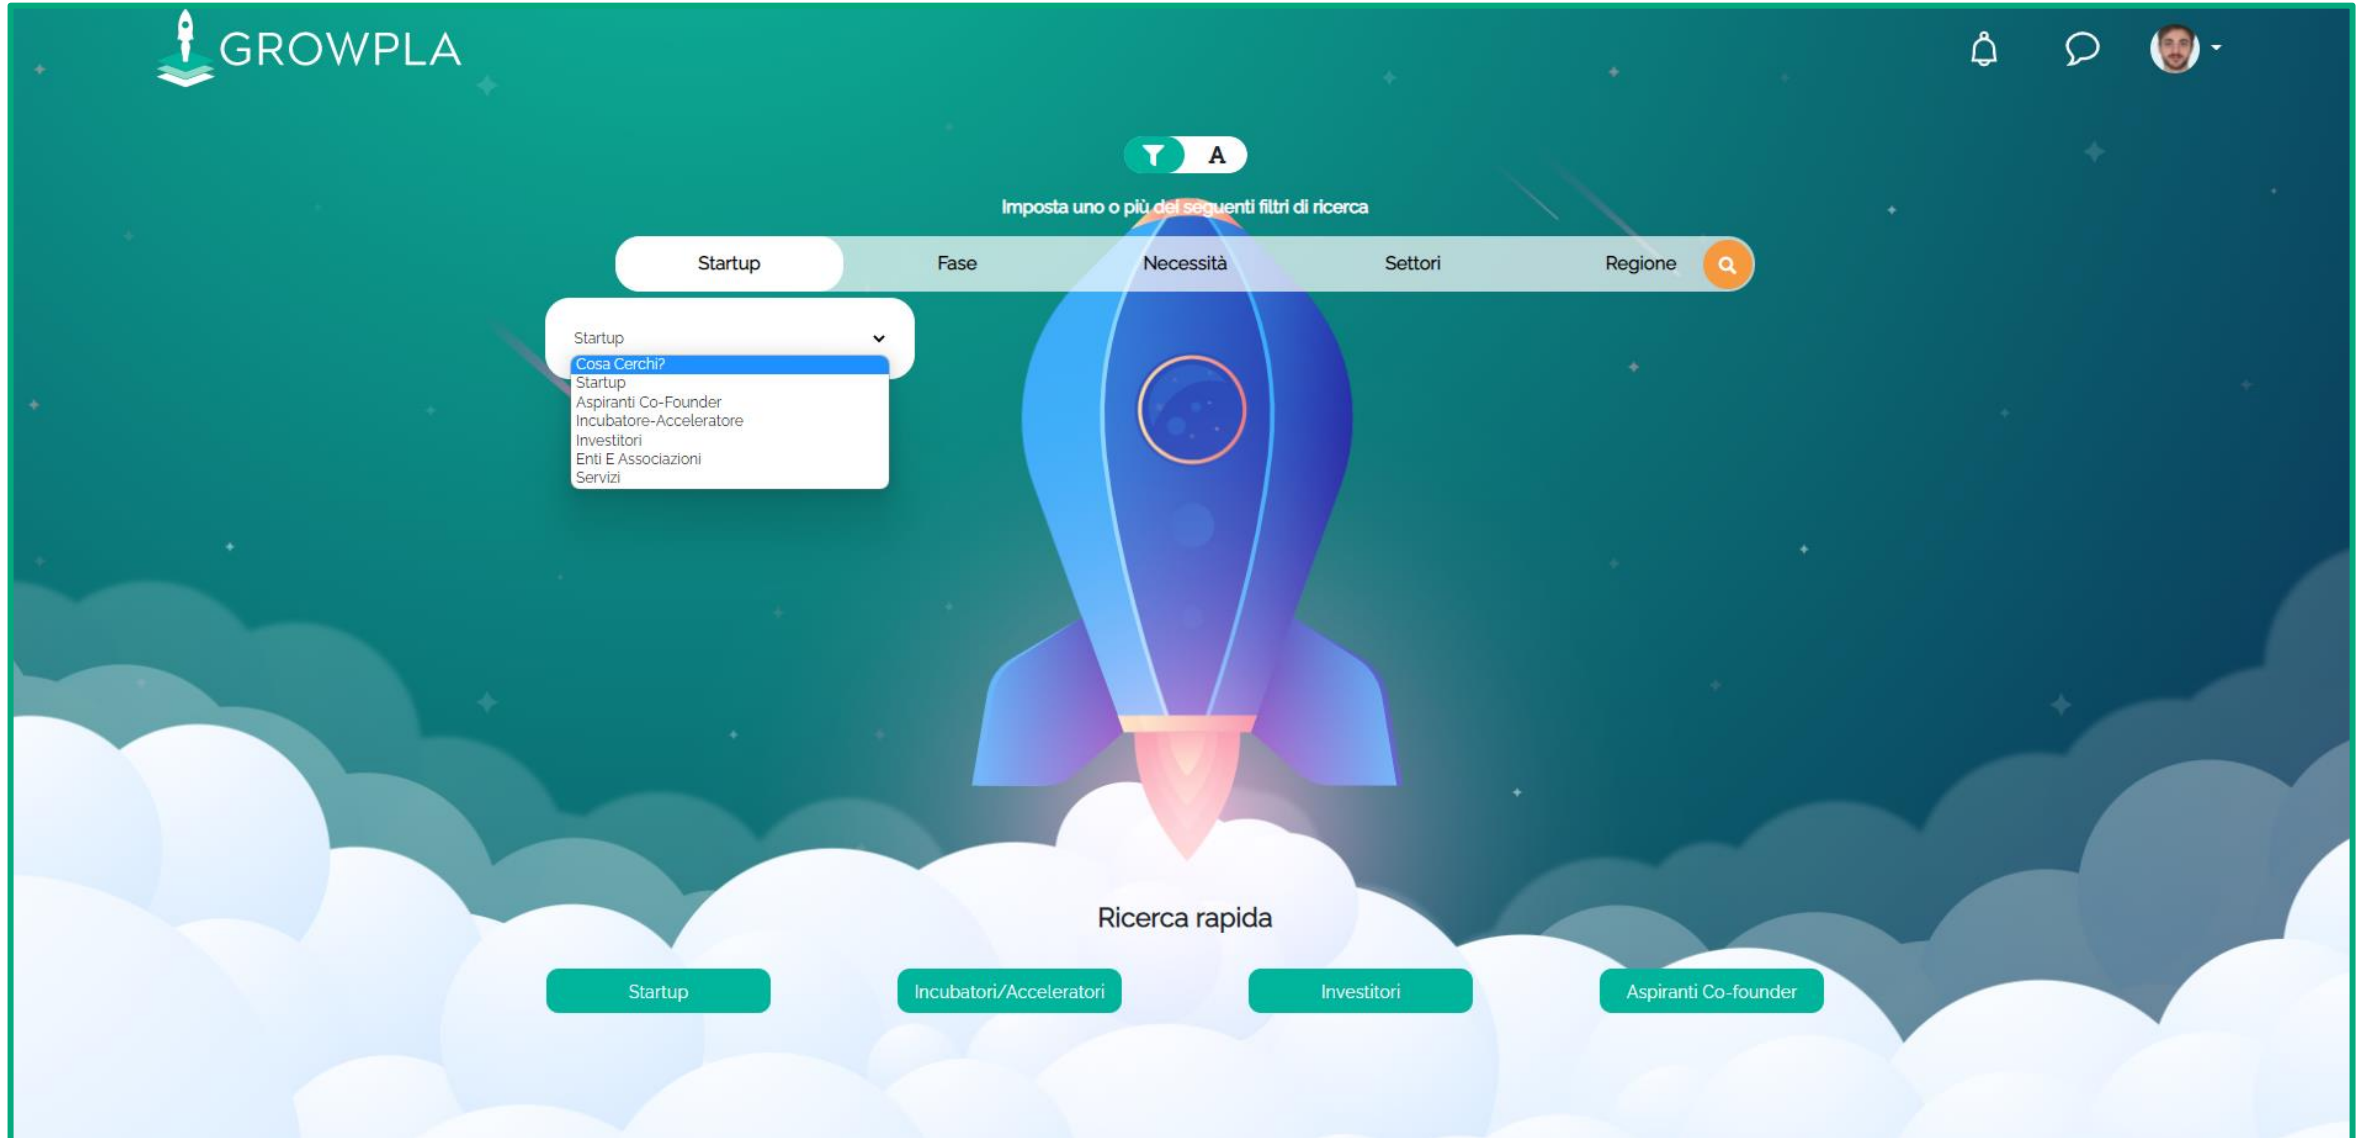 GROWPLA
A
Imposta uno o più dei seguenti filtri di ricerca
Startup Fase Necessità Settori Regione
Startup
Cosa Cerchi?
Startup
Aspiranti Co-Founder
Incubatore-Acceleratore
Investitori
Enti E Associazioni
Servizi
Ricerca rapida
Startup Incubatori/Acceleratori Investitori Aspiranti Co-founder